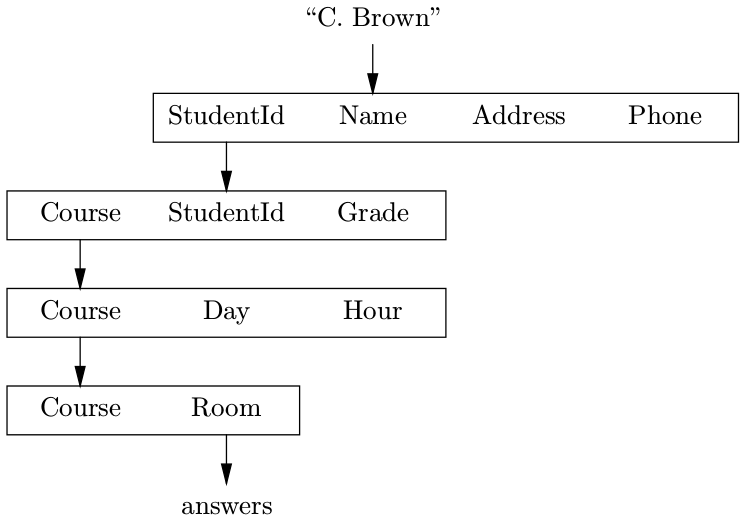 “C. Brown”
StudentId Name Address Phone
Course StudentId Grade
Course Day Hour
Course Room
answers